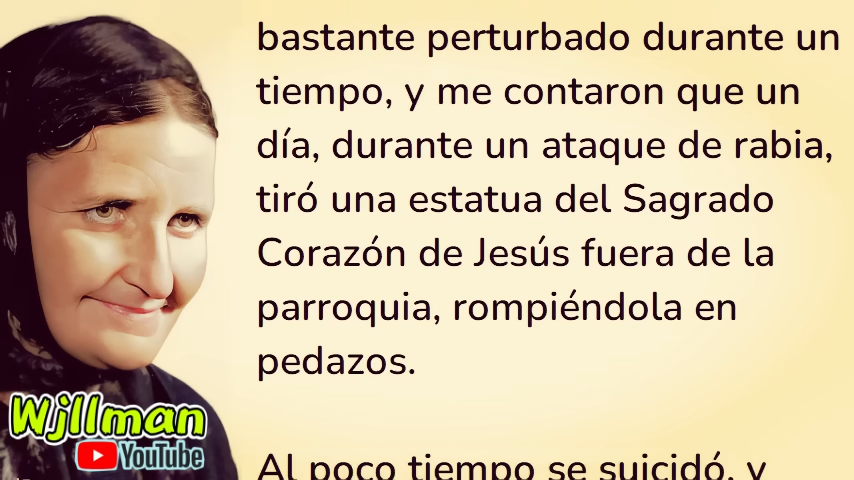 bastante perturbado durante un
tiempo, y me contaron que un
día, durante un ataque de rabia,
tiró una estatua del Sagrado
Corazón de Jesús fuera de la
parroquia, rompiéndola en
pedazos.
Al poco tiempo se suicidó, y
Wjllman
YouTube